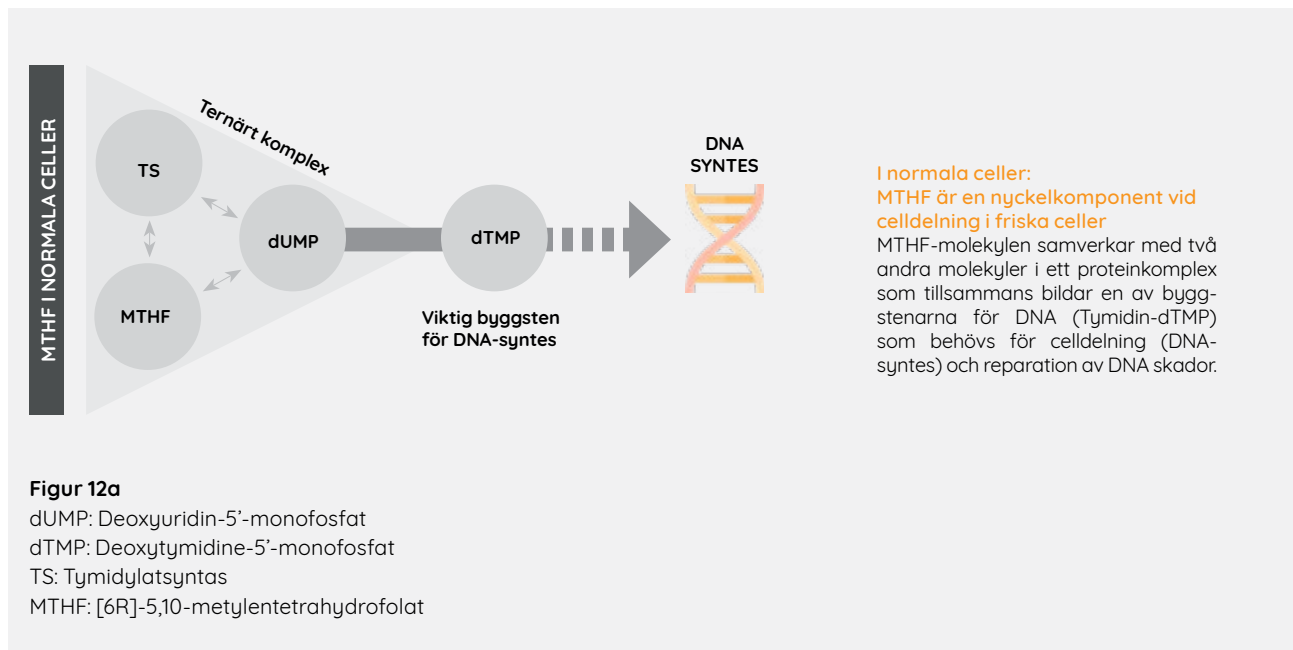 MTHF I NORMALA CELLER
Ternärt komplex
TS
dUMP
MTHF
dTMP
Viktig byggsten
för DNA-syntes
DNA
SYNTES
I normala celler:
MTHF är en nyckelkomponent vid
celldelning i friska celler
MTHF-molekylen samverkar med två
andra molekyler i ett proteinkomplex
som tillsammans bildar en av bygg-
stenarna för DNA (Tymidin-dTMP)
som behövs för celldelning (DNA-
syntes) och reparation av DNA skador.
Figur 12a
dUMP: Deoxyuridin-5’-monofosfat
dTMP: Deoxytymidine-5’-monofosfat
TS: Tymidylatsyntas
MTHF: [6R]-5,10-metylentetrahydrofolat